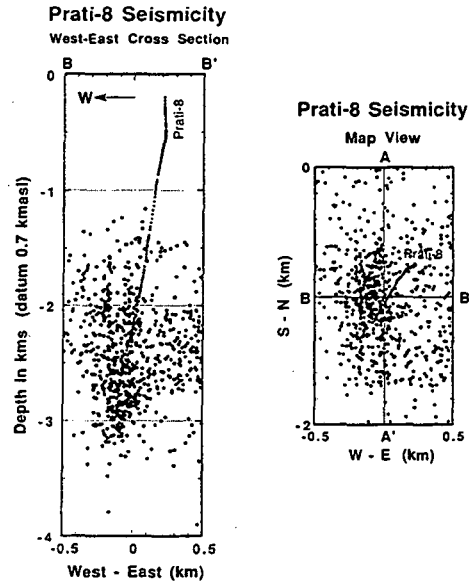 Prati-8 Seismicity
West-East Cross Section
B B'
0
W
Prati-8
-1
-2
-3
-4
Depth in kms (datum 0.7 kmasl)
-0.5 0 0.5
West - East (km)
Prati-8 Seismicity
Map View
A
0
Prati-8
B B
S - N (km)
-2
-0.5 A' 0.5
W - E (km)